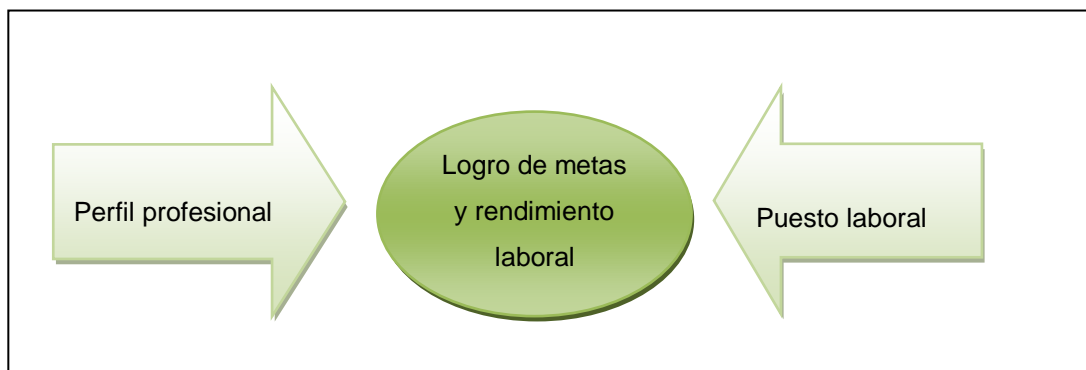 Perfil profesional
Logro de metas
y rendimiento
laboral
Puesto laboral